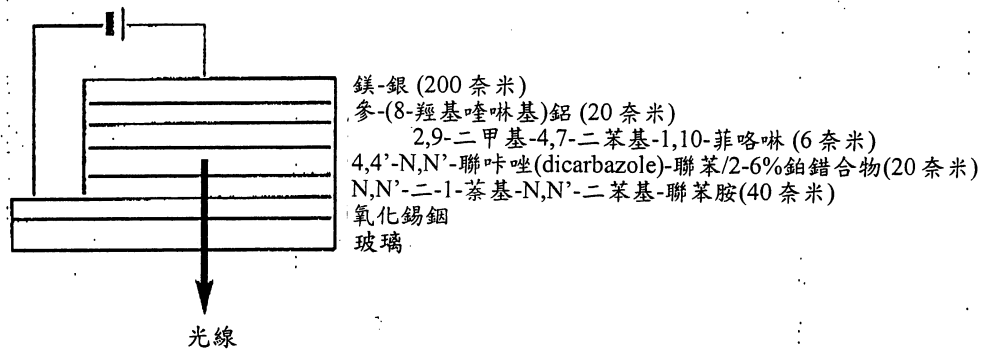 鎂-銀 (200 奈米)
參-(8-羥基喹啉基)鋁 (20 奈米)
2,9-二甲基-4,7-二苯基-1,10-菲咯啉 (6 奈米)
4,4'-N,N'-聯咔唑(dicarbazole)-聯苯/2-6%鉑錯合物(20 奈米)
N,N'-二-1-萘基-N,N'-二苯基-聯苯胺(40 奈米)
氧化錫銦
玻璃
光線